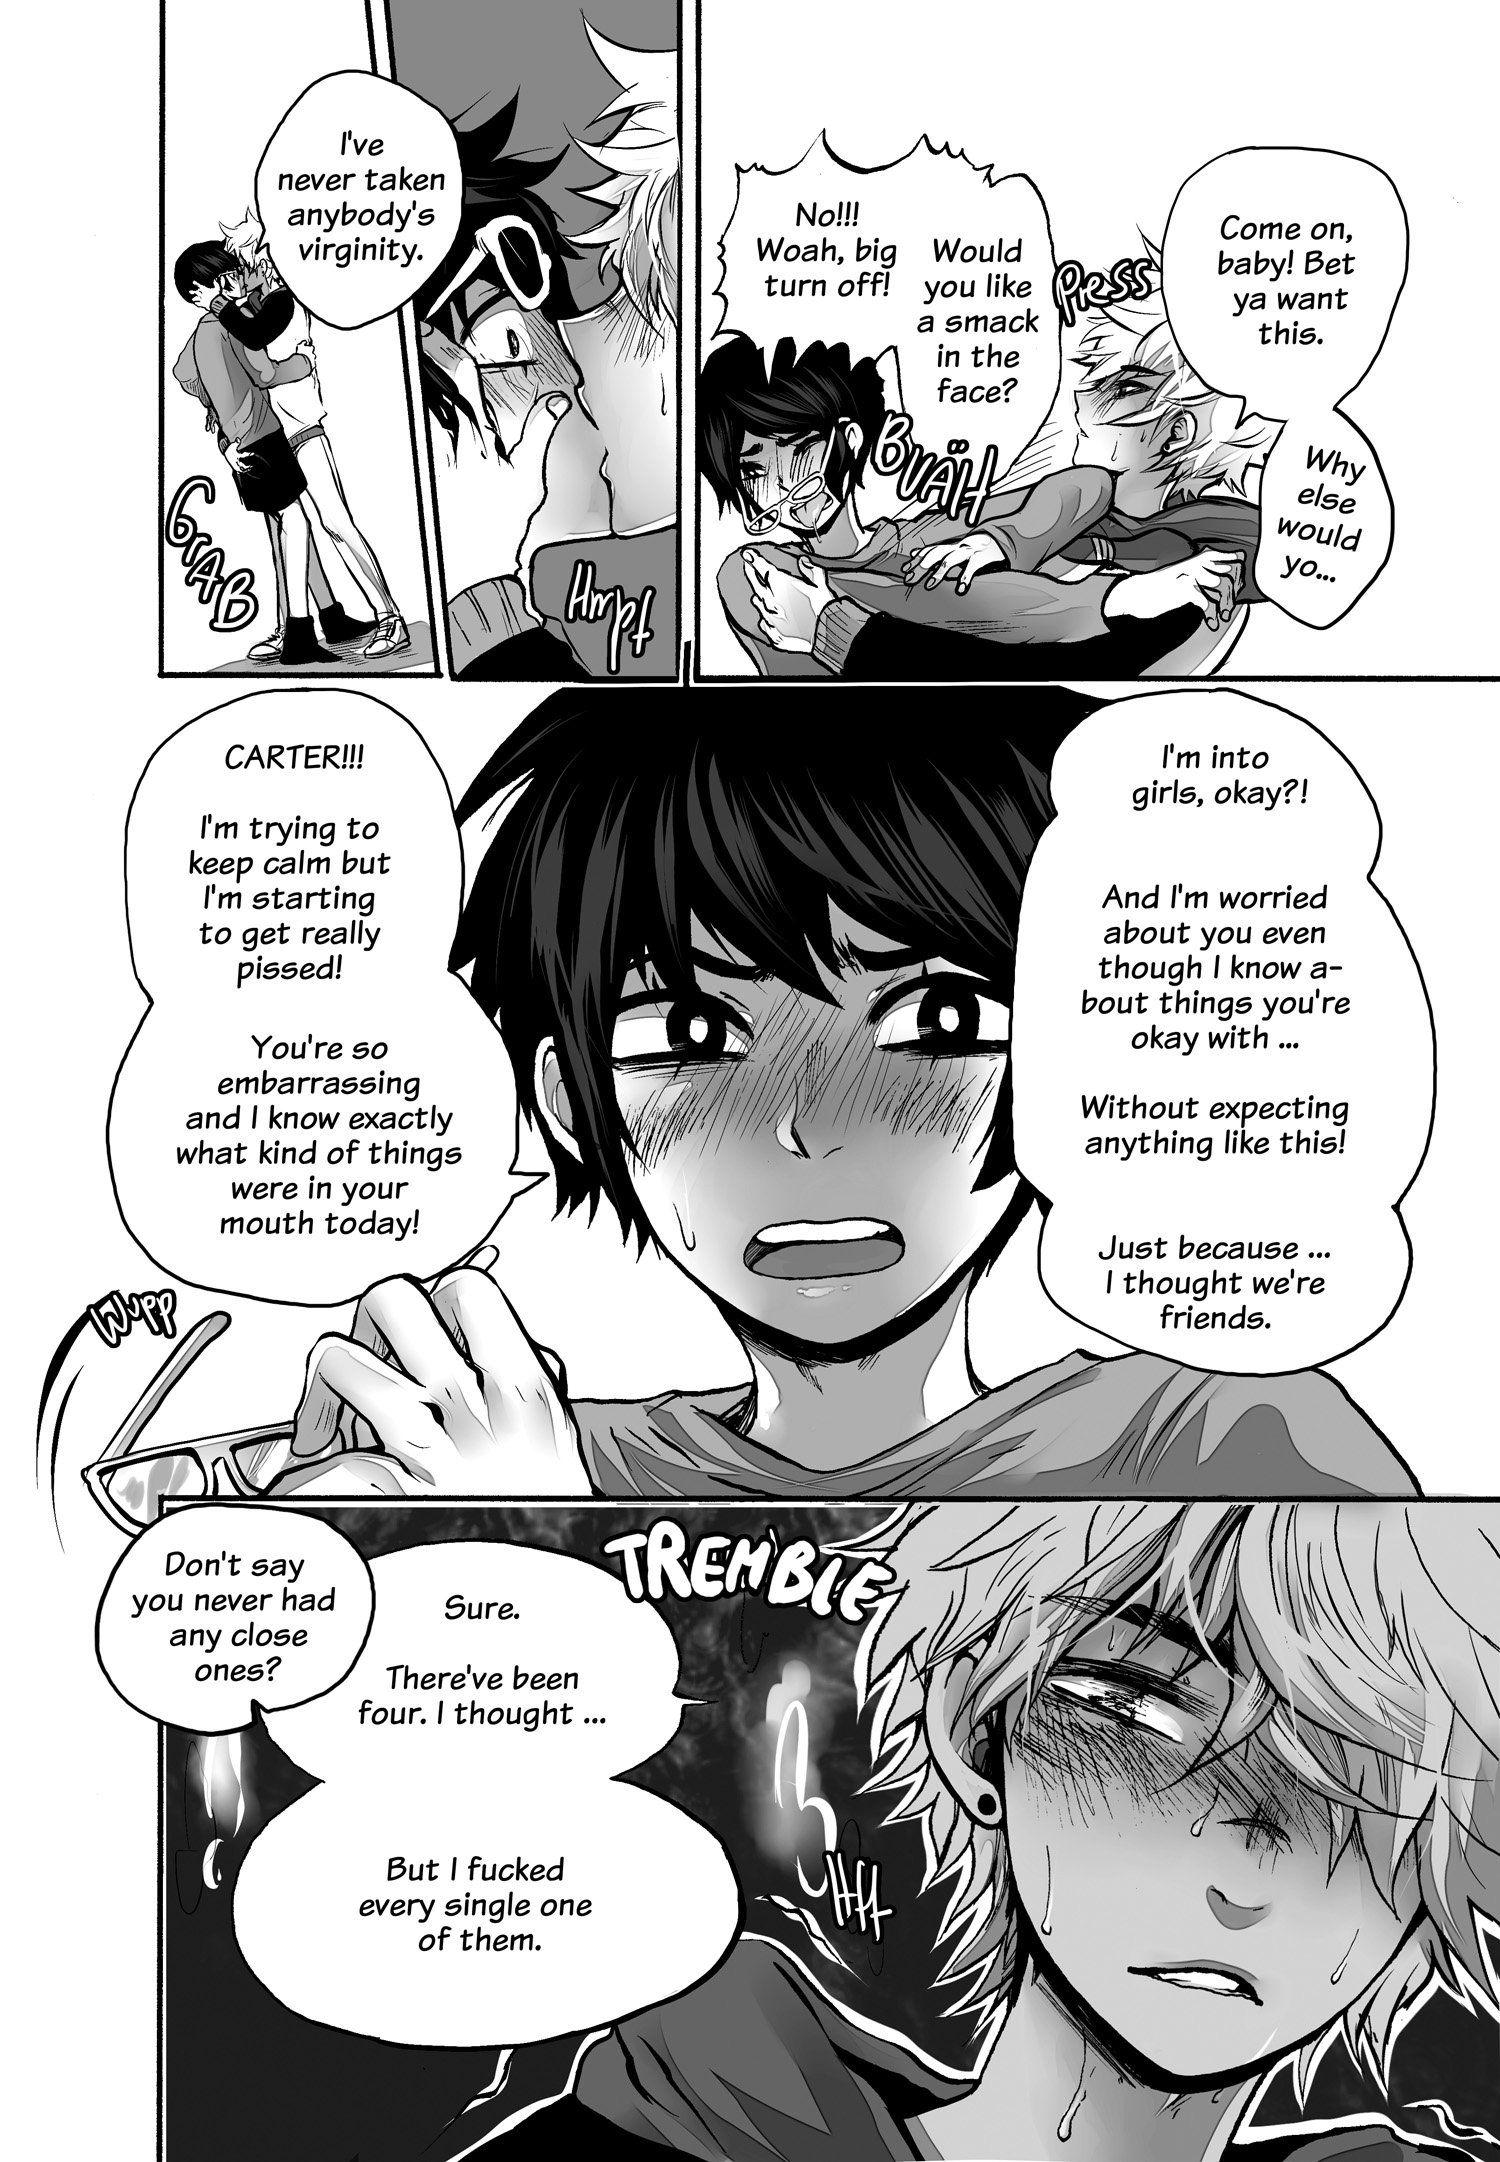 I've
never taken
anybody's
virginity.
GrAB
Hmpf
No!!!
Woah, big
turn off!
Would
you like
a smack
in the
face?
PRESS
BUÄH
Come on,
baby! Bet
ya want
this.
Why
else
would
yo...
CARTER!!!
I'm trying to
keep calm but
I'm starting
to get really
pissed!
You're so
embarrassing
and I know exactly
what kind of things
were in your
mouth today!
I'm into
girls, okay?!
And I'm worried
about you even
though I know a-
bout things you're
okay with ...
Without expecting
anything like this!
Just because ...
I thought we're
friends.
Wupp
Don't say
you never had
any close
ones?
Sure.
There've been
four. I thought ...
But I fucked
every single one
of them.
TREMBLE
Hft